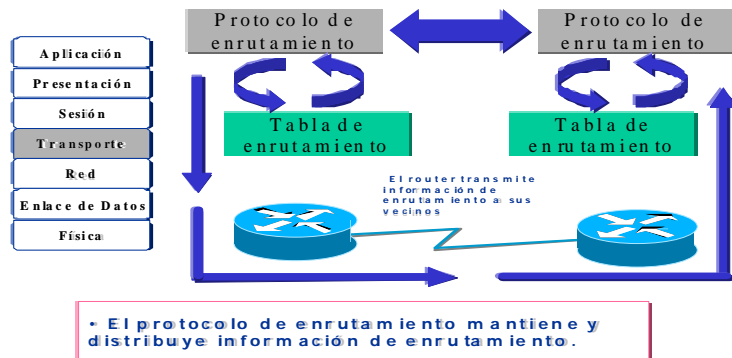 Protocolo de
enrutamiento
Protocolo de
enrutamiento
Aplicación
Presentación
Sesión
Transporte
Red
Enlace de Datos
Física
Tabla de
enrutamiento
Tabla de
enrutamiento
El router transmite
información de
enrutamiento a sus
vecinos
• El protocolo de enrutamiento mantiene y
distribuye información de enrutamiento.